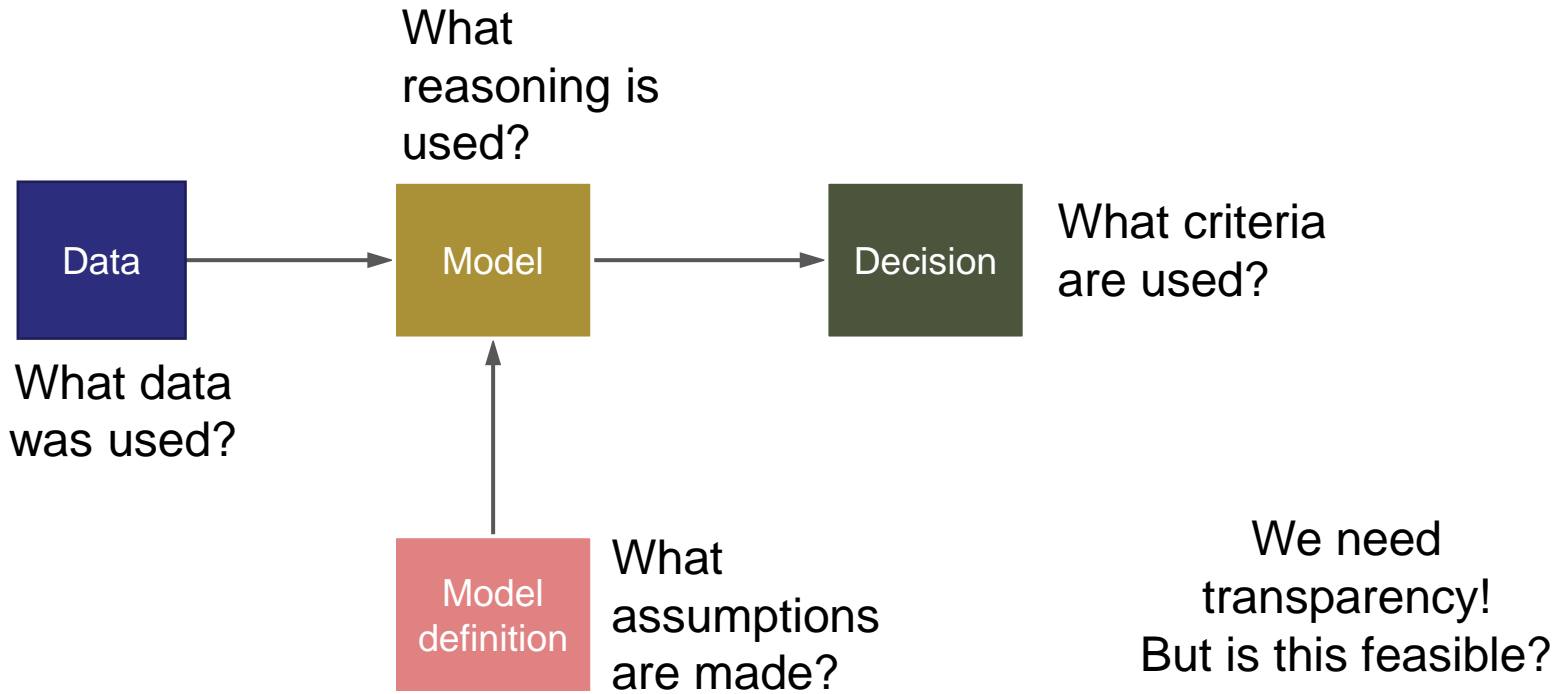 What
reasoning is
used?
Data
Model
Decision
What criteria
are used?
What data
was used?
Model
definition
What
assumptions
are made?
We need
transparency!
But is this feasible?